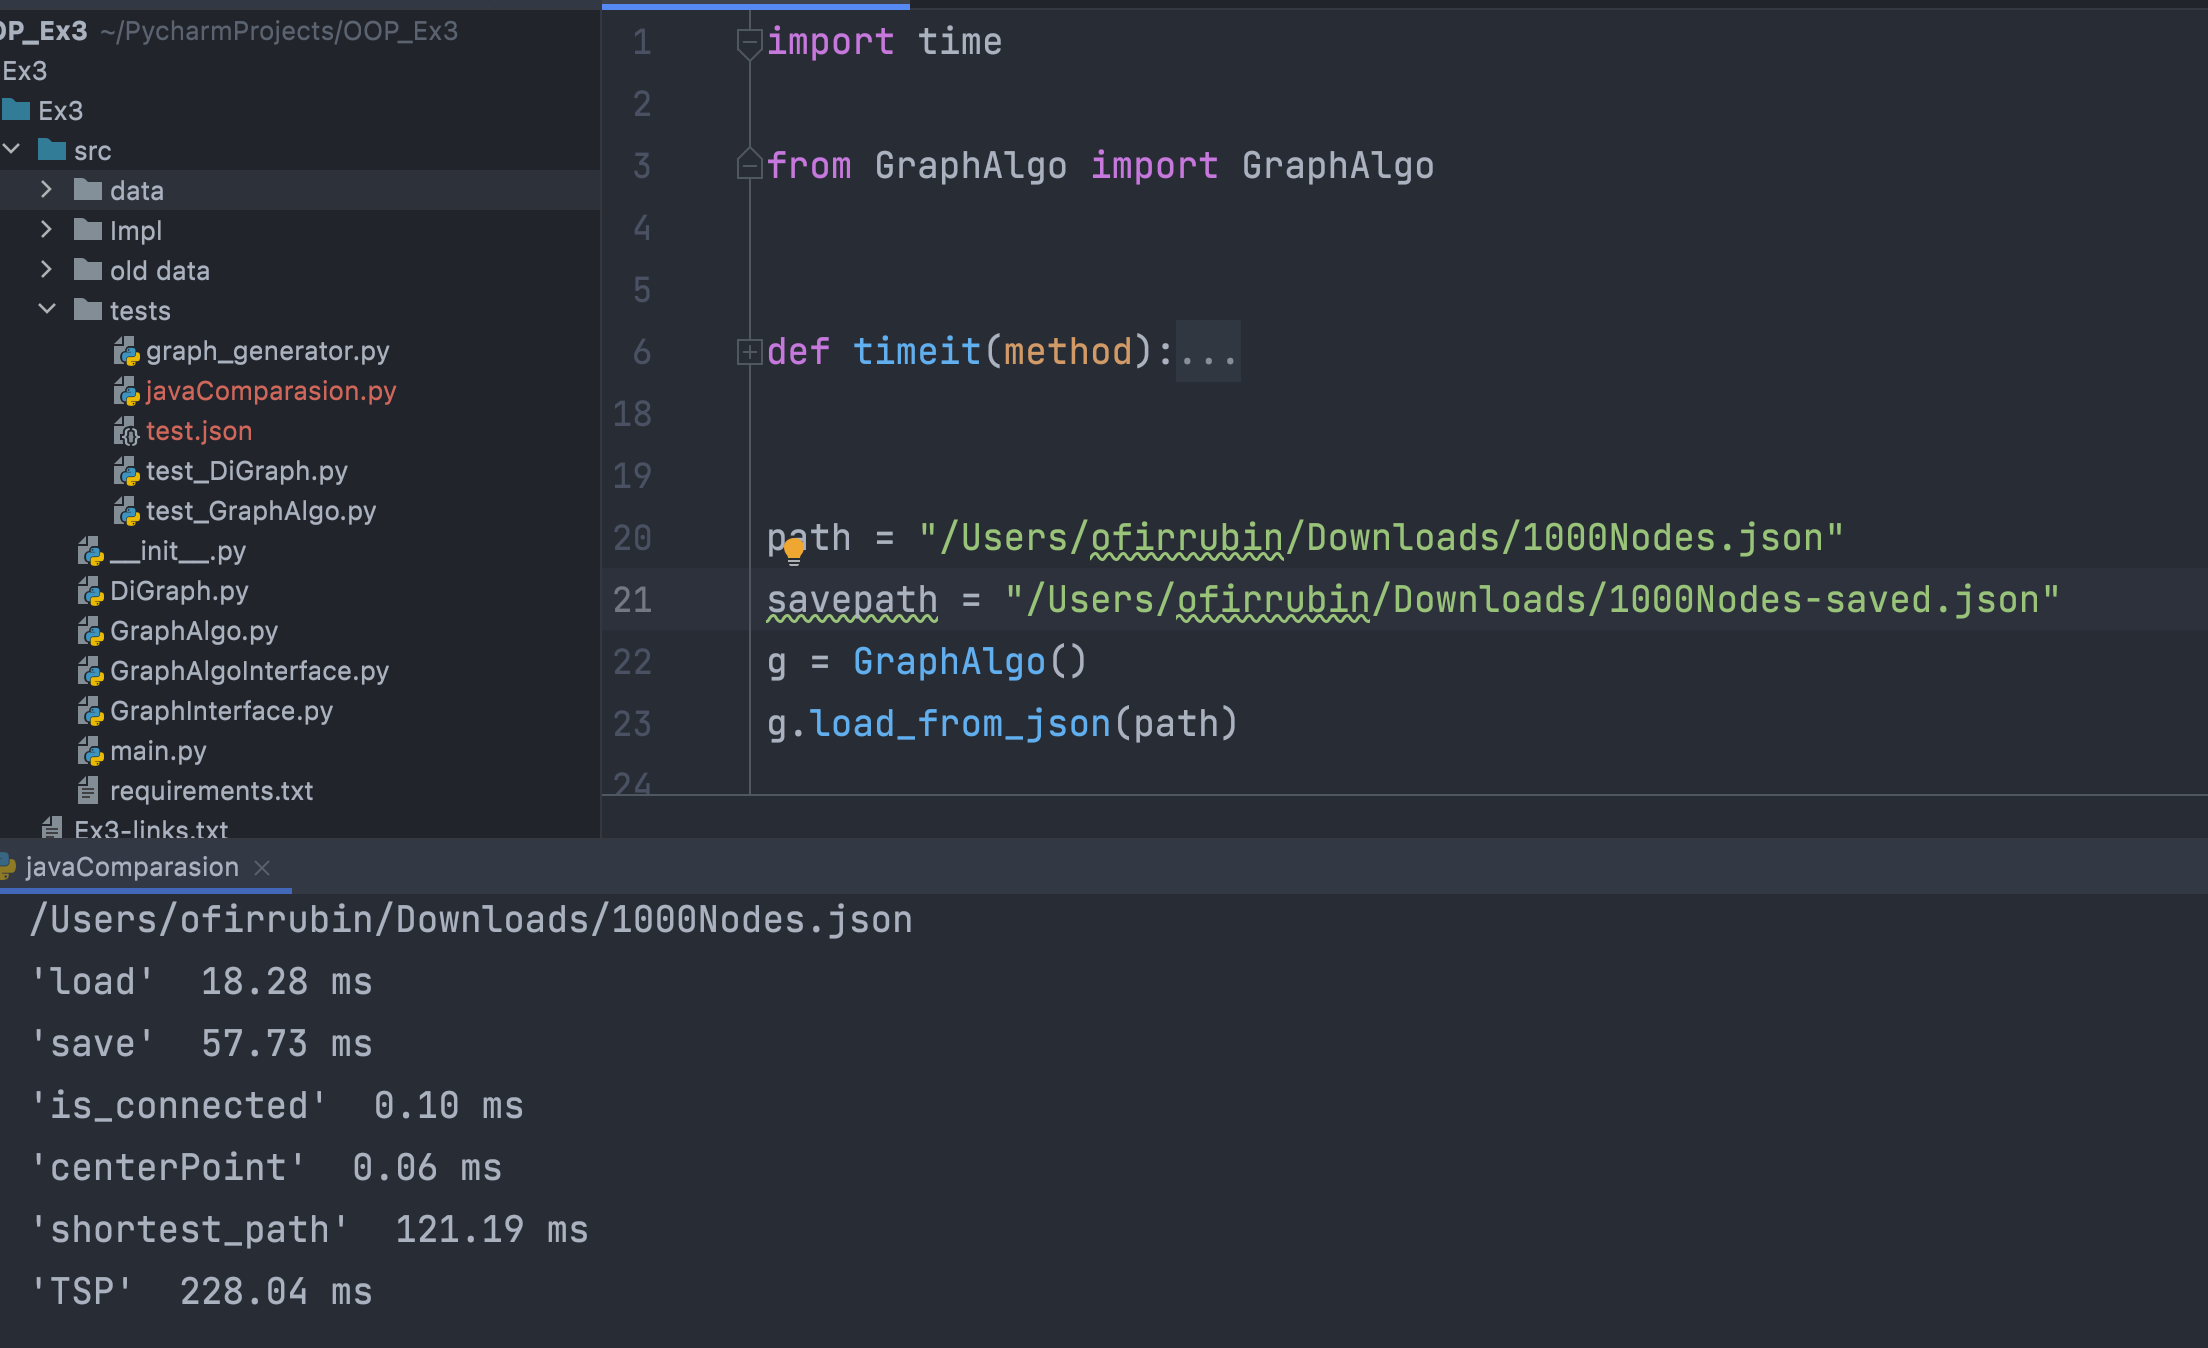 OP_Ex3 ~/PycharmProjects/OOP_Ex3
Ex3
Ex3
src
data
Impl
old data
tests
graph_generator.py
javaComparasion.py
test.json
test_DiGraph.py
test_GraphAlgo.py
__init__.py
DiGraph.py
GraphAlgo.py
GraphAlgoInterface.py
GraphInterface.py
main.py
requirements.txt
Ex3-links.txt
1 import time
2
3 from GraphAlgo import GraphAlgo
4
5
6 def timeit(method):...
18
19
20 path = "/Users/ofirrubin/Downloads/1000Nodes.json"
21 savepath = "/Users/ofirrubin/Downloads/1000Nodes-saved.json"
22 g = GraphAlgo()
23 g.load_from_json(path)
24
javaComparasion
/Users/ofirrubin/Downloads/1000Nodes.json
'load'  18.28 ms
'save'  57.73 ms
'is_connected'  0.10 ms
'centerPoint'  0.06 ms
'shortest_path'  121.19 ms
'TSP'  228.04 ms